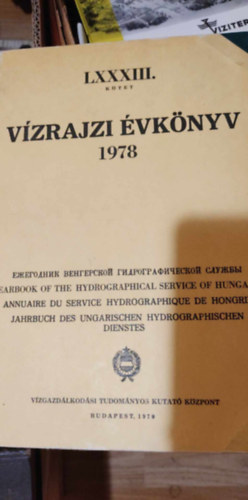 VIZITER
LXXXIII.
KÖTET
VÍZRAJZI ÉVKÖNYV
1978
ЕЖЕГОДНИК ВЕНГЕРСКОЙ ГИДРОГРАФИЧЕСКОЙ СЛУЖБЫ
EARBOOK OF THE HYDROGRAPHICAL SERVICE OF HUNGA
ANNUAIRE DU SERVICE HYDROGRAPHIQUE DE HONGRI
JAHRBUCH DES UNGARISCHEN HYDROGRAPHISCHEN
DIENSTES
VÍZGAZDÁLKODÁSI TUDOMÁNYOS KUTATÓ KÖZPONT
BUDAPEST, 1978